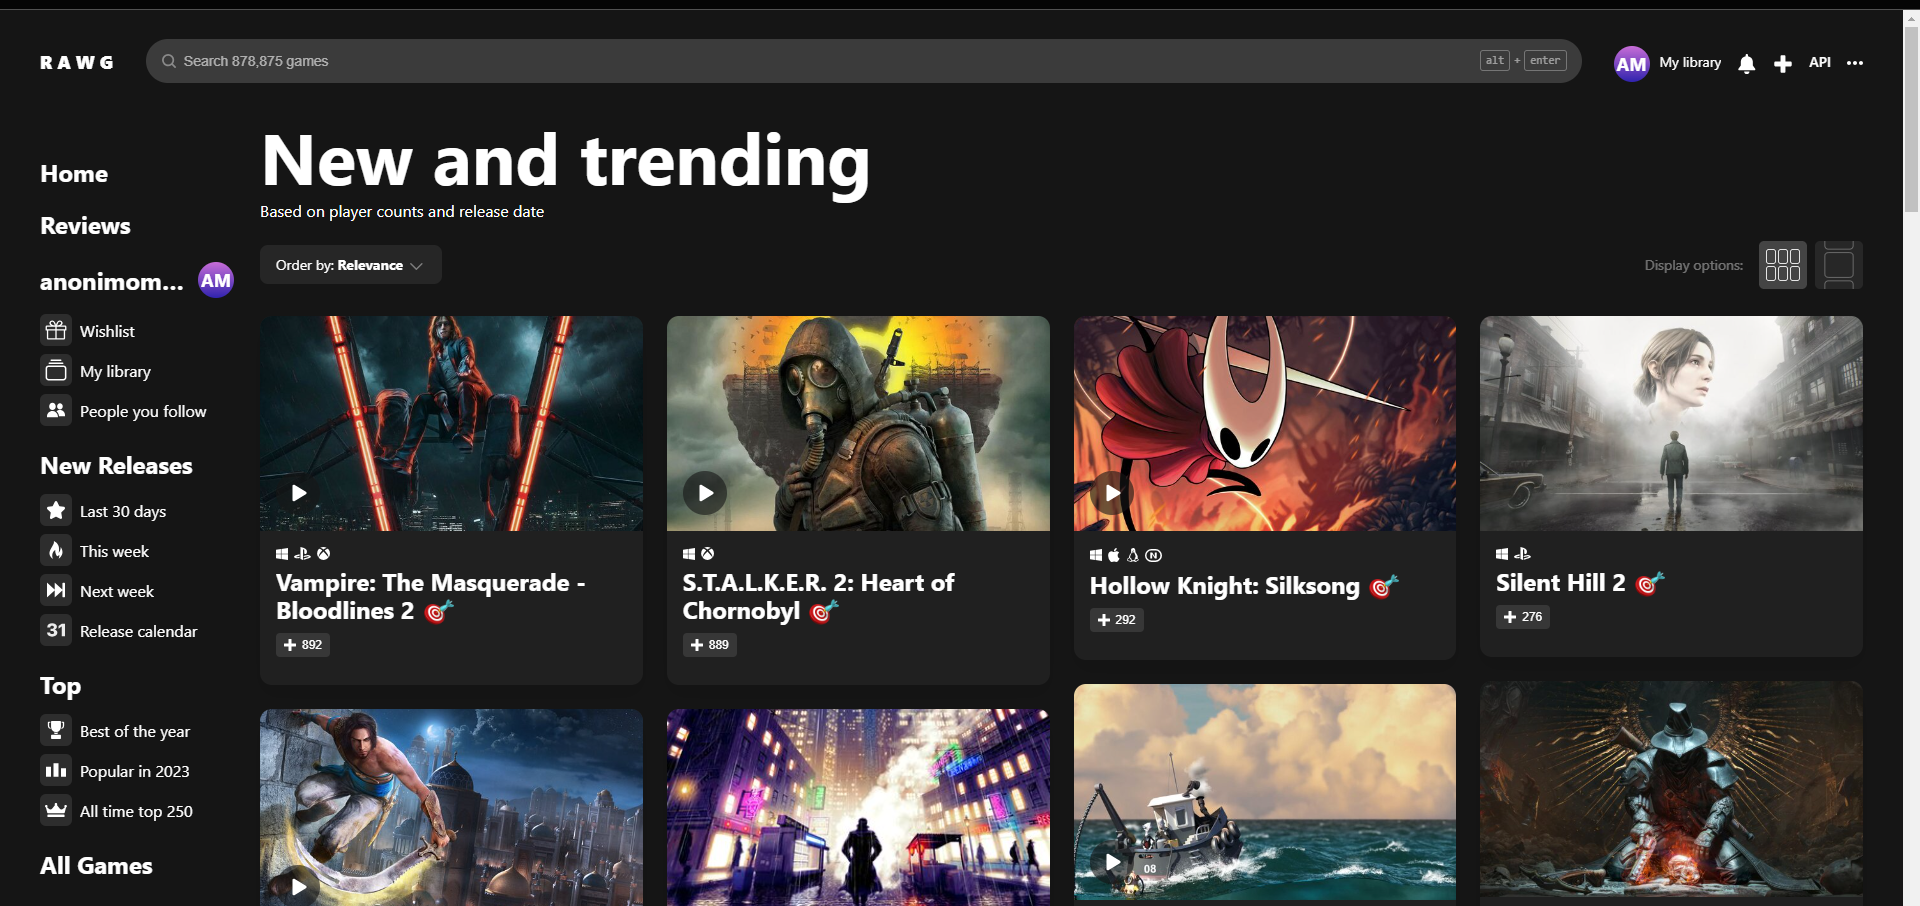 RAWG
Search 878,875 games
alt + enter
AM
My library
API
Home
Reviews
anonimom...
AM
Wishlist
My library
People you follow
New Releases
Last 30 days
This week
Next week
31
Release calendar
Top
Best of the year
Popular in 2023
All time top 250
All Games
New and trending
Based on player counts and release date
Order by: Relevance
Display options:
Vampire: The Masquerade -
Bloodlines 2 🎯
892
S.T.A.L.K.E.R. 2: Heart of
Chornobyl 🎯
889
N
Hollow Knight: Silksong 🎯
292
Silent Hill 2 🎯
276
08